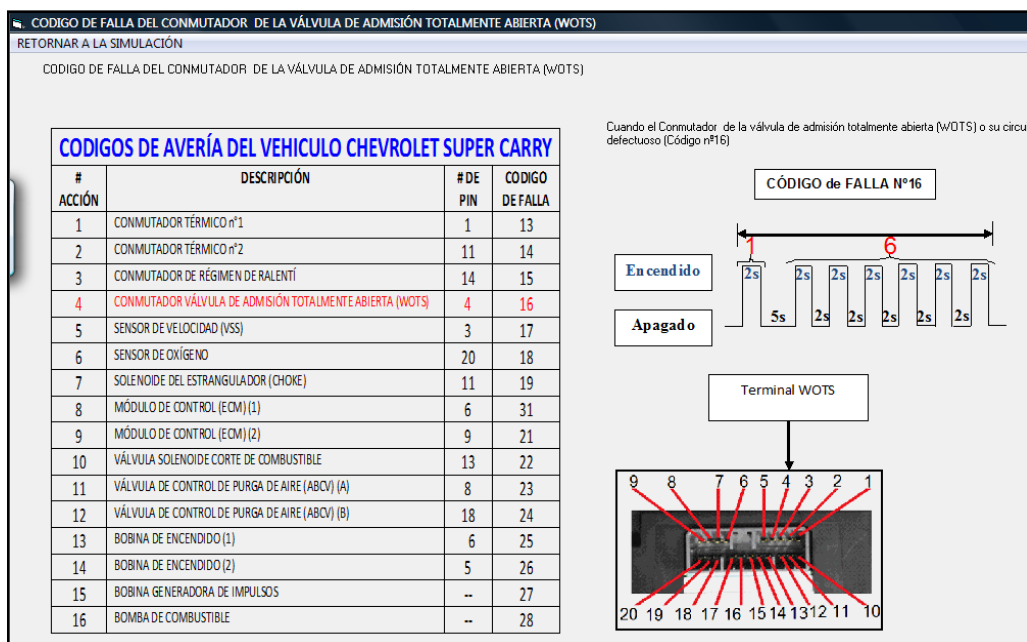 CODIGO DE FALLA DEL CONMUTADOR DE LA VÁLVULA DE ADMISIÓN TOTALMENTE ABIERTA (WOTS)
RETORNAR A LA SIMULACIÓN
CODIGO DE FALLA DEL CONMUTADOR DE LA VÁLVULA DE ADMISIÓN TOTALMENTE ABIERTA (WOTS)
CODIGOS DE AVERÍA DEL VEHICULO CHEVROLET SUPER CARRY
# ACCIÓN DESCRIPCIÓN # DE PIN CODIGO DE FALLA
1 CONMUTADOR TÉRMICO n°1 1 13
2 CONMUTADOR TÉRMICO n°2 11 14
3 CONMUTADOR DE RÉGIMEN DE RALENTÍ 14 15
4 CONMUTADOR VÁLVULA DE ADMISIÓN TOTALMENTE ABIERTA (WOTS) 4 16
5 SENSOR DE VELOCIDAD (VSS) 3 17
6 SENSOR DE OXÍGENO 20 18
7 SOLENOIDE DEL ESTRANGULADOR (CHOKE) 11 19
8 MÓDULO DE CONTROL (ECM) (1) 6 31
9 MÓDULO DE CONTROL (ECM) (2) 9 21
10 VÁLVULA SOLENOIDE CORTE DE COMBUSTIBLE 13 22
11 VÁLVULA DE CONTROL DE PURGA DE AIRE (ABCV) (A) 8 23
12 VÁLVULA DE CONTROL DE PURGA DE AIRE (ABCV) (B) 18 24
13 BOBINA DE ENCENDIDO (1) 6 25
14 BOBINA DE ENCENDIDO (2) 5 26
15 BOBINA GENERADORA DE IMPULSOS -- 27
16 BOMBA DE COMBUSTIBLE -- 28
Cuando el Conmutador de la válvula de admisión totalmente abierta (WOTS) o su circu
defectuoso (Código nº16)
CÓDIGO de FALLA Nº16
1 6
Encendido 2s 2s 2s 2s 2s 2s 2s
Apagado 5s 2s 2s 2s 2s 2s
Terminal WOTS
9 8 7 6 5 4 3 2 1
20 19 18 17 16 15 14 13 12 11 10